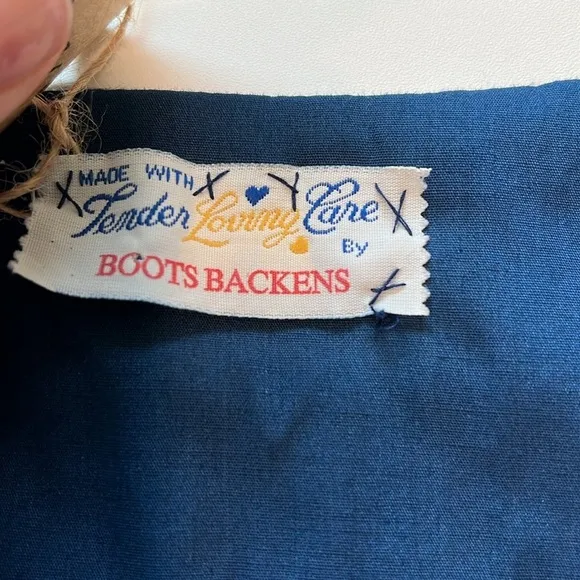 MADE WITH
Tender Loving Care
By
BOOTS BACKENS